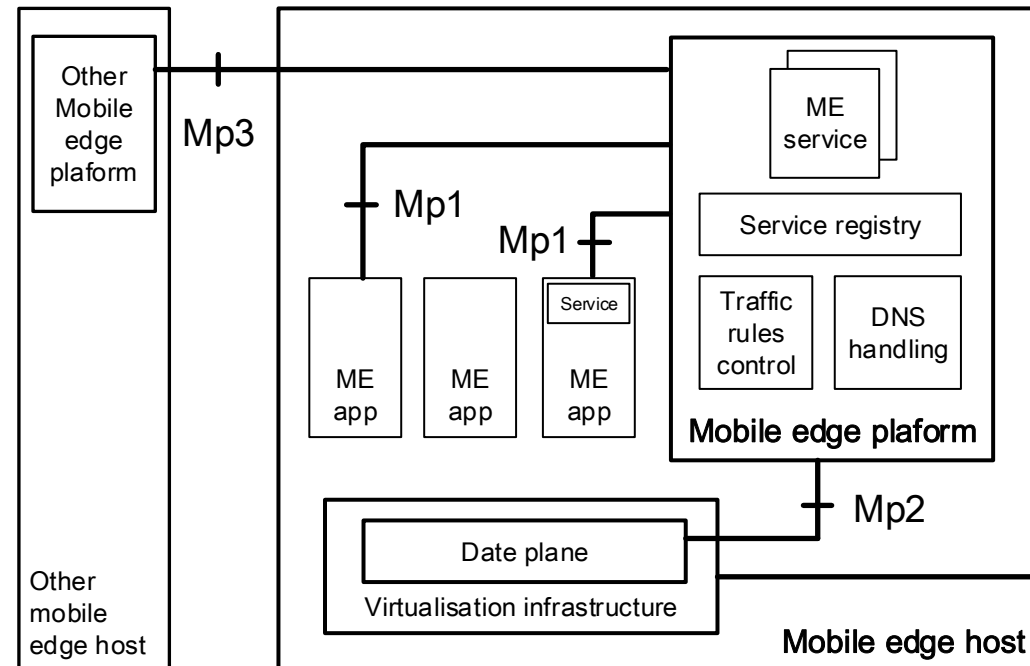 Other
Mobile
edge
plaform
Mp3
ME
service
Mp1
Service registry
Mp1
Service
Traffic
rules
control
DNS
handling
ME
app
ME
app
ME
app
Mobile edge plaform
Mp2
Date plane
Virtualisation infrastructure
Other
mobile
edge host
Mobile edge host